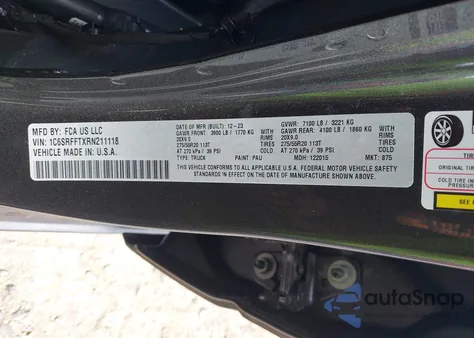 MFD BY: FCA US LLC
VIN: 1C6SRFFTXRN211118
VEHICLE MADE IN: U.S.A.
DATE OF MFR (BUILT): 12-23
GAWR FRONT: 3900 LB / 1770 KG
WITH
RIMS
20X9.0
TIRES
275/55R20 113T
AT 270 kPa / 39 PSI
TYPE: TRUCK
PAINT: PAU
MDH: 122015
MKT: 875
GVWR: 7100 LB / 3221 KG
GAWR REAR: 4100 LB / 1860 KG
WITH
RIMS
20X9.0
TIRES
275/55R20 113T
AT 270 kPa / 39 PSI
THIS VEHICLE CONFORMS TO ALL APPLICABLE U.S.A. FEDERAL MOTOR VEHICLE
SAFETY STANDARDS IN EFFECT ON THE DATE OF MANUFACTURE SHOWN ABOVE.
TIRE
ORIGINAL TIRE
COLD TIRE
INFLATION
SEE
autoSnap